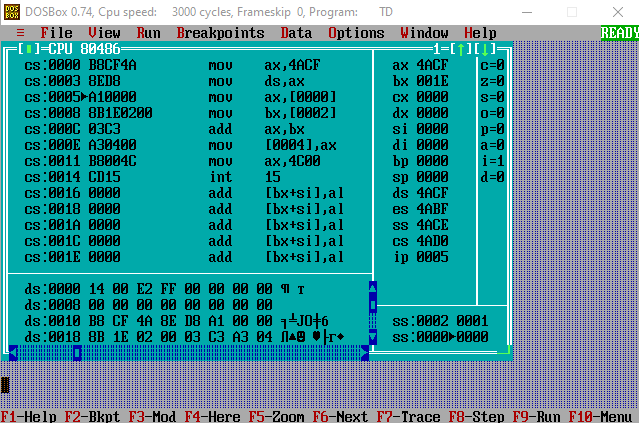 DOSBox 0.74, Cpu speed: 3000 cycles, Frameskip 0, Program: TD
≡ File View Run Breakpoints Data Options Window Help READY
[▮]=CPU 80486 1=[↑][↓]
cs:0000 B8CF4A mov ax,4ACF ax 4ACF c=0
cs:0003 8ED8 mov ds,ax bx 001E z=0
cs:0005▶A10000 mov ax,[0000] cx 0000 s=0
cs:0008 8B1E0200 mov bx,[0002] dx 0000 o=0
cs:000C 03C3 add ax,bx si 0000 p=0
cs:000E A30400 mov [0004],ax di 0000 a=0
cs:0011 B8004C mov ax,4C00 bp 0000 i=1
cs:0014 CD15 int 15 sp 0000 d=0
cs:0016 0000 add [bx+si],al ds 4ACF
cs:0018 0000 add [bx+si],al es 4ABF
cs:001A 0000 add [bx+si],al ss 4ACE
cs:001C 0000 add [bx+si],al cs 4AD0
cs:001E 0000 add [bx+si],al ip 0005
ds:0000 14 00 E2 FF 00 00 00 00 ¶ т
ds:0008 00 00 00 00 00 00 00 00
ds:0010 B8 CF 4A 8E D8 A1 00 00 ╕╧JО╪б ss:0002 0001
ds:0018 8B 1E 02 00 03 C3 A3 04 Л▲☻ ♥├г♦ ss:0000▶0000
F1-Help F2-Bkpt F3-Mod F4-Here F5-Zoom F6-Next F7-Trace F8-Step F9-Run F10-Menu